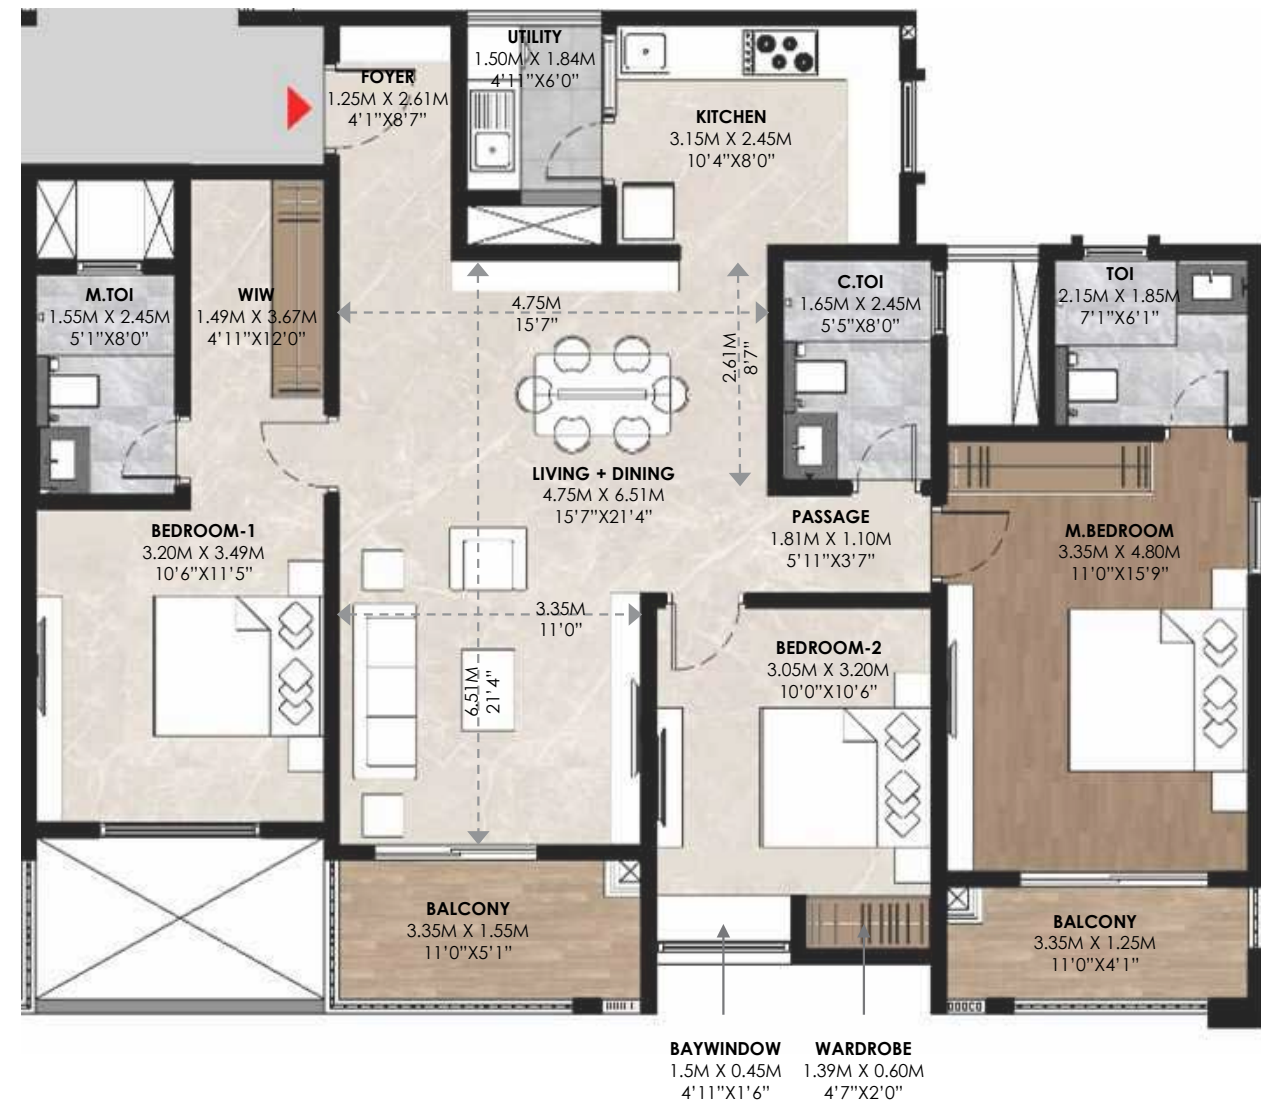 UTILITY
1.50M X 1.84M
4'11"X6'0"
FOYER
1.25M X 2.61M
4'1"X8'7"
KITCHEN
3.15M X 2.45M
10'4"X8'0"
M.TOI
1.55M X 2.45M
5'1"X8'0"
WIW
1.49M X 3.67M
4'11"X12'0"
4.75M
15'7"
2.61M
8'7"
C.TOI
1.65M X 2.45M
5'5"X8'0"
TOI
2.15M X 1.85M
7'1"X6'1"
LIVING + DINING
4.75M X 6.51M
15'7"X21'4"
PASSAGE
1.81M X 1.10M
5'11"X3'7"
BEDROOM-1
3.20M X 3.49M
10'6"X11'5"
M.BEDROOM
3.35M X 4.80M
11'0"X15'9"
3.35M
11'0"
6.51M
21'4"
BEDROOM-2
3.05M X 3.20M
10'0"X10'6"
BALCONY
3.35M X 1.55M
11'0"X5'1"
BALCONY
3.35M X 1.25M
11'0"X4'1"
BAYWINDOW
1.5M X 0.45M
4'11"X1'6"
WARDROBE
1.39M X 0.60M
4'7"X2'0"